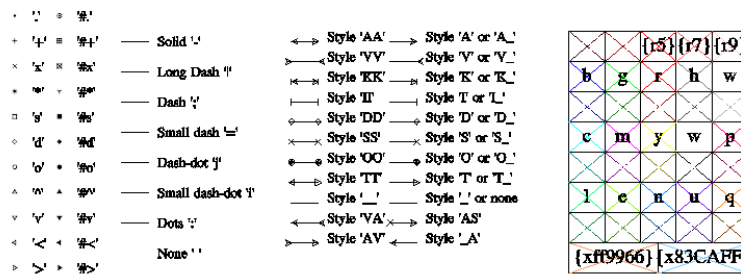 '.' '#.'
'+' '#+' Solid '-' Style 'AA' Style 'A' or 'A_' {r5} {r7} {r9
'x' '#x' Long Dash '|' Style 'VV' Style 'V' or 'V_' b g r h w
'*' '#*' Dash ';' Style 'KK' Style 'K' or 'K_'
's' '#s' Small dash '=' Style 'II' Style 'I' or 'I_'
'd' '#d' Dash-dot 'j' Style 'DD' Style 'D' or 'D_' c m y w p
'o' '#o' Small dash-dot 'i' Style 'SS' Style 'S' or 'S_'
'^' '#^' Dots ':' Style 'OO' Style 'O' or 'O_'
'v' '#v' None ' ' Style 'TT' Style 'T' or 'T_' l e n u q
'<' '#<' Style '__' Style '_' or none
'>' '#>' Style 'VA' Style 'AS'
Style 'AV' Style '_A' {xff9966} {x83CAFF